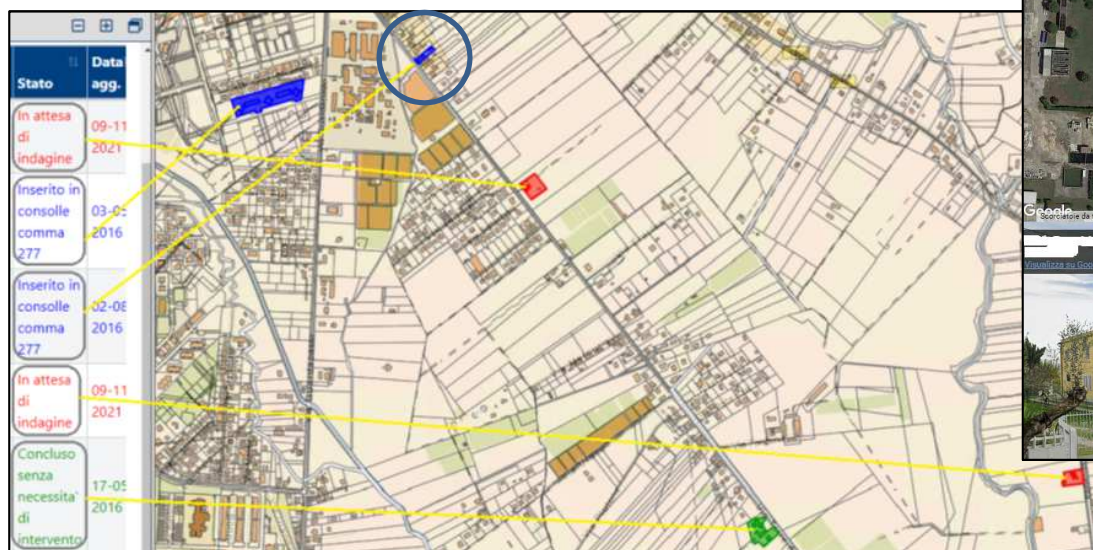 Stato
Data
agg.
In attesa
di
indagine
09-11
2021
Inserito in
consolle
comma
277
2016
Inserito in
consolle
comma
277
02-08
2016
In attesa
di
indagine
09-11
2021
Concluso
senza
necessita`
di
intervento
17-05
2016
Google
Scorciatoie da
Visualizza su Goo